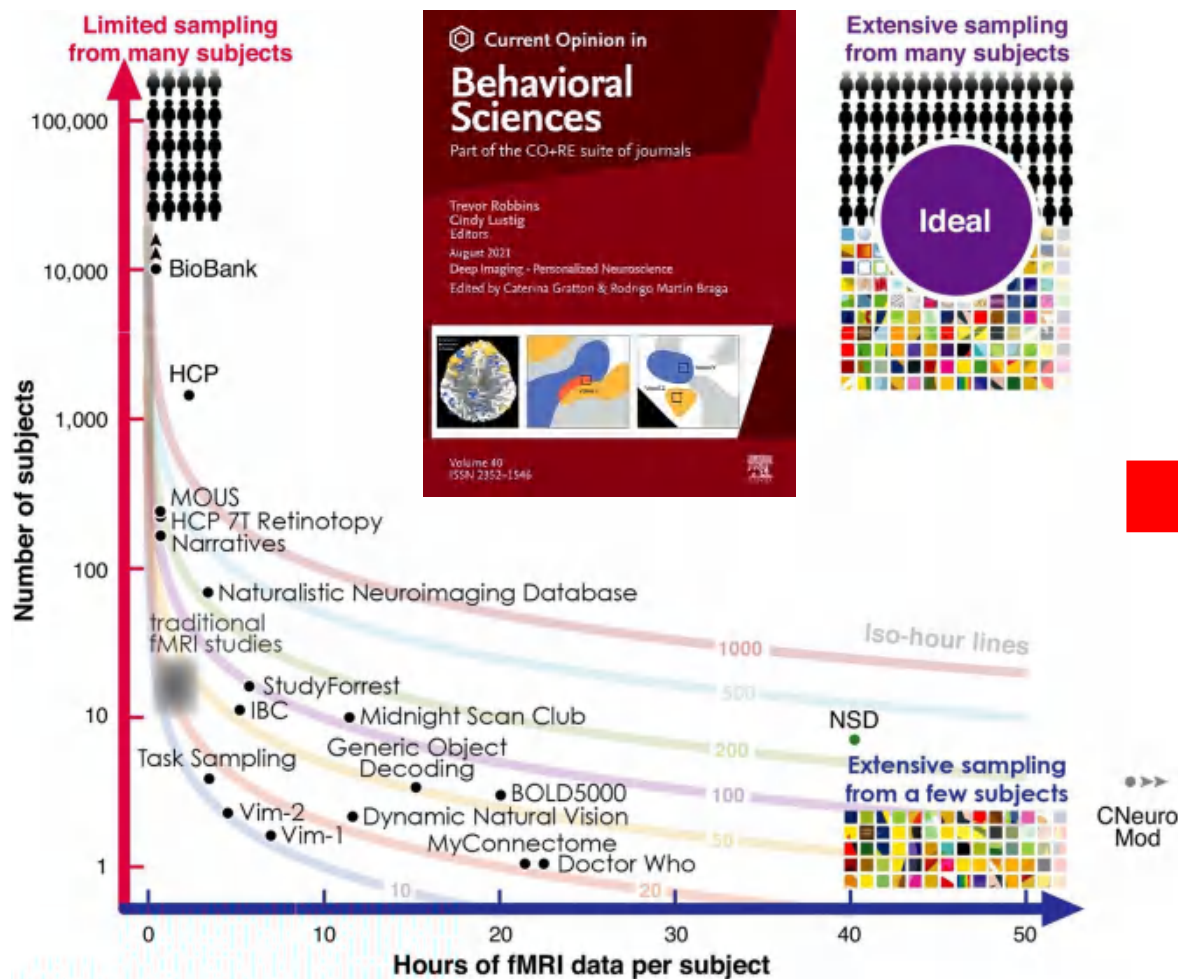 Limited sampling
from many subjects
Current Opinion in
Behavioral
Sciences
Part of the CO+RE suite of journals
Trevor Robbins
Cindy Lustig
Editors
August 2021
Deep Imaging - Personalized Neuroscience
Edited by Caterina Gratton & Rodrigo Martin Braga
Volume 40
ISSN 2352-1546
Extensive sampling
from many subjects
Ideal
Number of subjects
100,000
10,000
1,000
100
10
1
BioBank
HCP
MOUS
HCP 7T Retinotopy
Narratives
Naturalistic Neuroimaging Database
traditional
fMRI studies
StudyForrest
IBC
Midnight Scan Club
Generic Object
Decoding
Task Sampling
BOLD5000
Vim-2
Dynamic Natural Vision
Vim-1
MyConnectome
Doctor Who
Iso-hour lines
1000
500
200
100
50
20
10
NSD
Extensive sampling
from a few subjects
CNeuro
Mod
0
10
20
30
40
50
Hours of fMRI data per subject